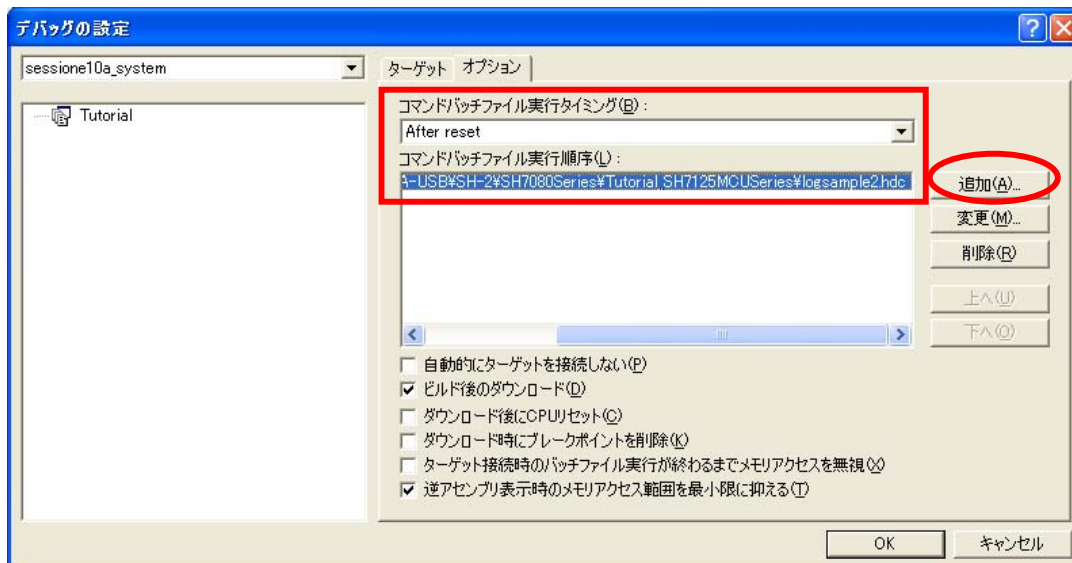 デバッグの設定
sessione10a_system
Tutorial
ターゲット
オプション
コマンドバッチファイル実行タイミング(B) :
After reset
コマンドバッチファイル実行順序(L) :
A-USB¥SH-2¥SH7080Series¥Tutorial_SH7125MCUSeries¥logsample2.hdc
追加(A)...
変更(M)...
削除(R)
上へ(U)
下へ(O)
自動的にターゲットを接続しない(P)
ビルド後のダウンロード(D)
ダウンロード後にCPUリセット(C)
ダウンロード時にブレークポイントを削除(K)
ターゲット接続時のバッチファイル実行が終わるまでメモリアクセスを無視(X)
逆アセンブリ表示時のメモリアクセス範囲を最小限に抑える(T)
OK
キャンセル